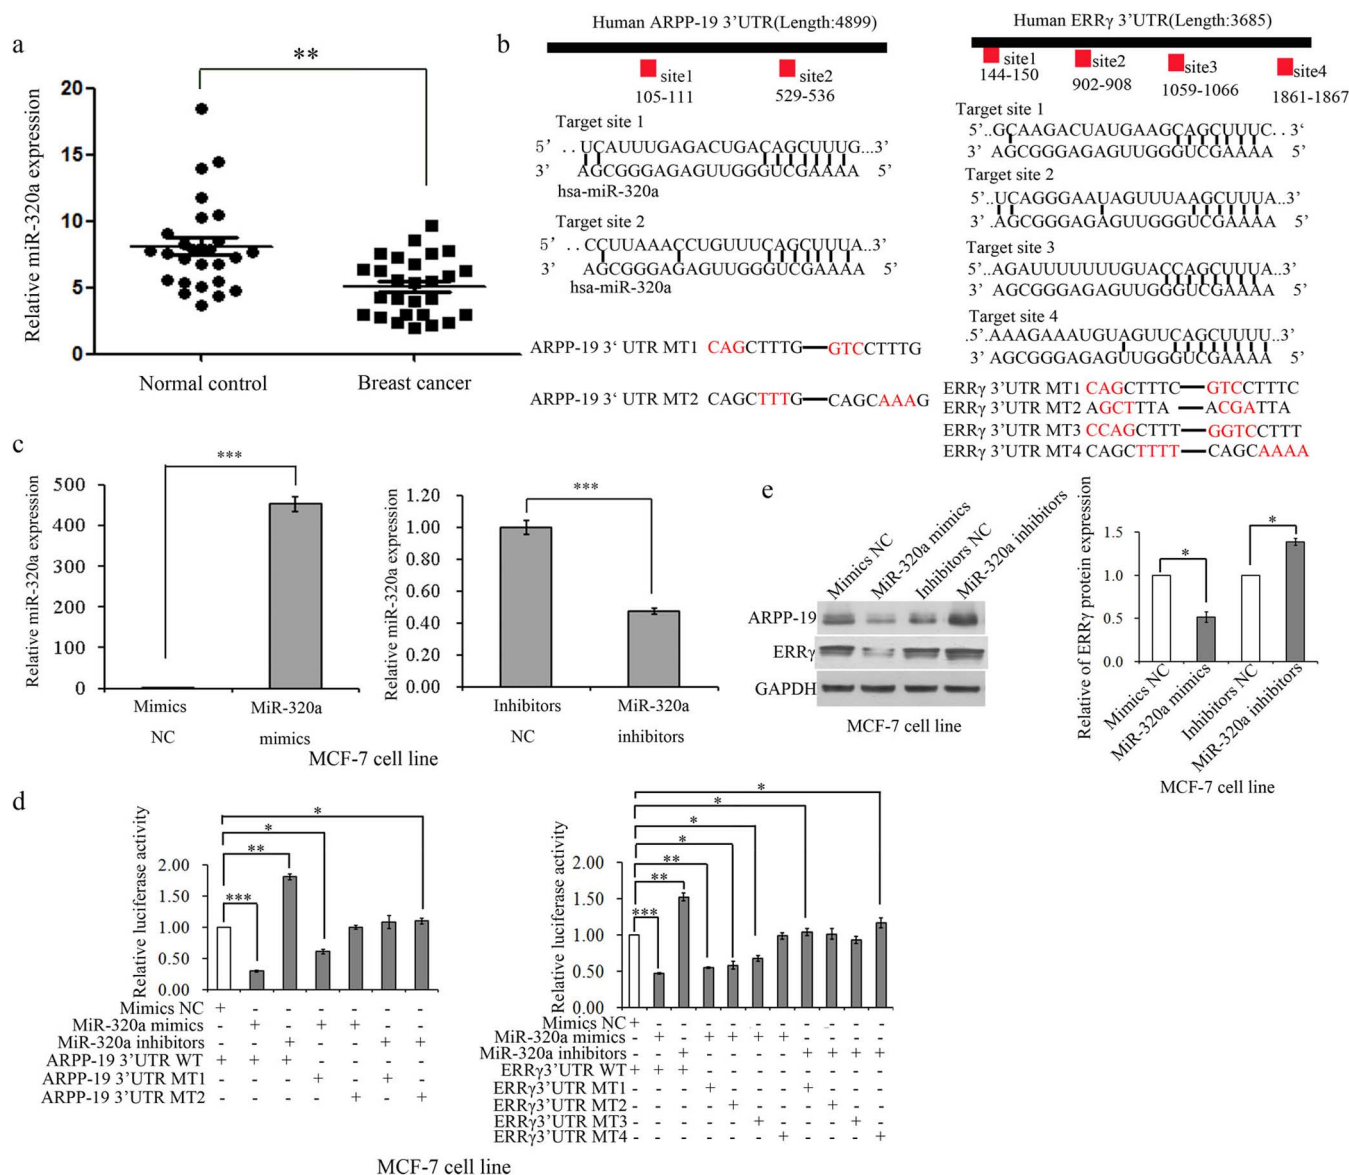 a
**
Relative miR-320a expression
20
15
10
5
0
Normal control
Breast cancer
b
Human ARPP-19 3'UTR(Length:4899)
site1
105-111
site2
529-536
Target site 1
5' . . UCAUUUGAGACUGACAGCUUUG...3'
3' AGCGGGAGAGUUGGGUCGAAAA 5'
hsa-miR-320a
Target site 2
5' . . CCUUAAACCUGUUUCAGCUUUA..3'
3' AGCGGGAGAGUUGGGUCGAAAA 5'
hsa-miR-320a
ARPP-19 3‘ UTR MT1 CAGCTTTG GTCCTTTG
ARPP-19 3‘ UTR MT2 CAGCTTTG CAGCAAAG
Human ERRγ 3'UTR(Length:3685)
site1
144-150
site2
902-908
site3
1059-1066
site4
1861-1867
Target site 1
5'..GCAAGACUAUGAAGCAGCUUUC. . 3‘
3' AGCGGGAGAGUUGGGUCGAAAA 5'
Target site 2
5'..UCAGGGAAUAGUUUAAGCUUUA..3'
3' AGCGGGAGAGUUGGGUCGAAAA 5'
Target site 3
5'..AGAUUUUUUUGUACCAGCUUUA..3'
3' AGCGGGAGAGUUGGGUCGAAAA 5'
Target site 4
.5'.AAAGAAAUGUAGUUCAGCUUUU..3'
3' AGCGGGAGAGUUGGGUCGAAAA 5'
ERRγ 3'UTR MT1 CAGCTTTC GTCCTTTC
ERRγ 3'UTR MT2 AGCTTTA ACGATTA
ERRγ 3'UTR MT3 CCAGCTTT GGTCCTTT
ERRγ 3'UTR MT4 CAGCTTTT CAGCAAAA
c
***
Relative miR-320a expression
500
400
300
200
100
0
Mimics
NC
MiR-320a
mimics
***
Relative miR-320a expression
1.20
1.00
0.80
0.60
0.40
0.20
0.00
Inhibitors
NC
MiR-320a
inhibitors
MCF-7 cell line
e
Mimics NC
MiR-320a mimics
Inhibitors NC
MiR-320a inhibitors
ARPP-19
ERRγ
GAPDH
MCF-7 cell line
Relative of ERRγ protein expression
1.5
1.0
0.5
0.0
*
*
Mimics NC
MiR-320a mimics
Inhibitors NC
MiR-320a inhibitors
MCF-7 cell line
d
*
*
**
***
Relative luciferase activity
2.00
1.50
1.00
0.50
0.00
Mimics NC + - - - - - -
MiR-320a mimics - + - + + - -
MiR-320a inhibitors - - + - - + +
ARPP-19 3'UTR WT + + + - - - -
ARPP-19 3'UTR MT1 - - - + - + -
ARPP-19 3'UTR MT2 - - - - + - +
*
*
*
*
**
**
***
Relative luciferase activity
2.00
1.50
1.00
0.50
0.00
Mimics NC + - - - - - - - - - -
MiR-320a mimics - + - + + + + - - - -
MiR-320a inhibitors - - + - - - - + + + +
ERRγ3'UTR WT + + + - - - - - - - -
ERRγ3'UTR MT1 - - - + - - - + - - -
ERRγ3'UTR MT2 - - - - + - - - + - -
ERRγ3'UTR MT3 - - - - - + - - - + -
ERRγ3'UTR MT4 - - - - - - + - - - +
MCF-7 cell line